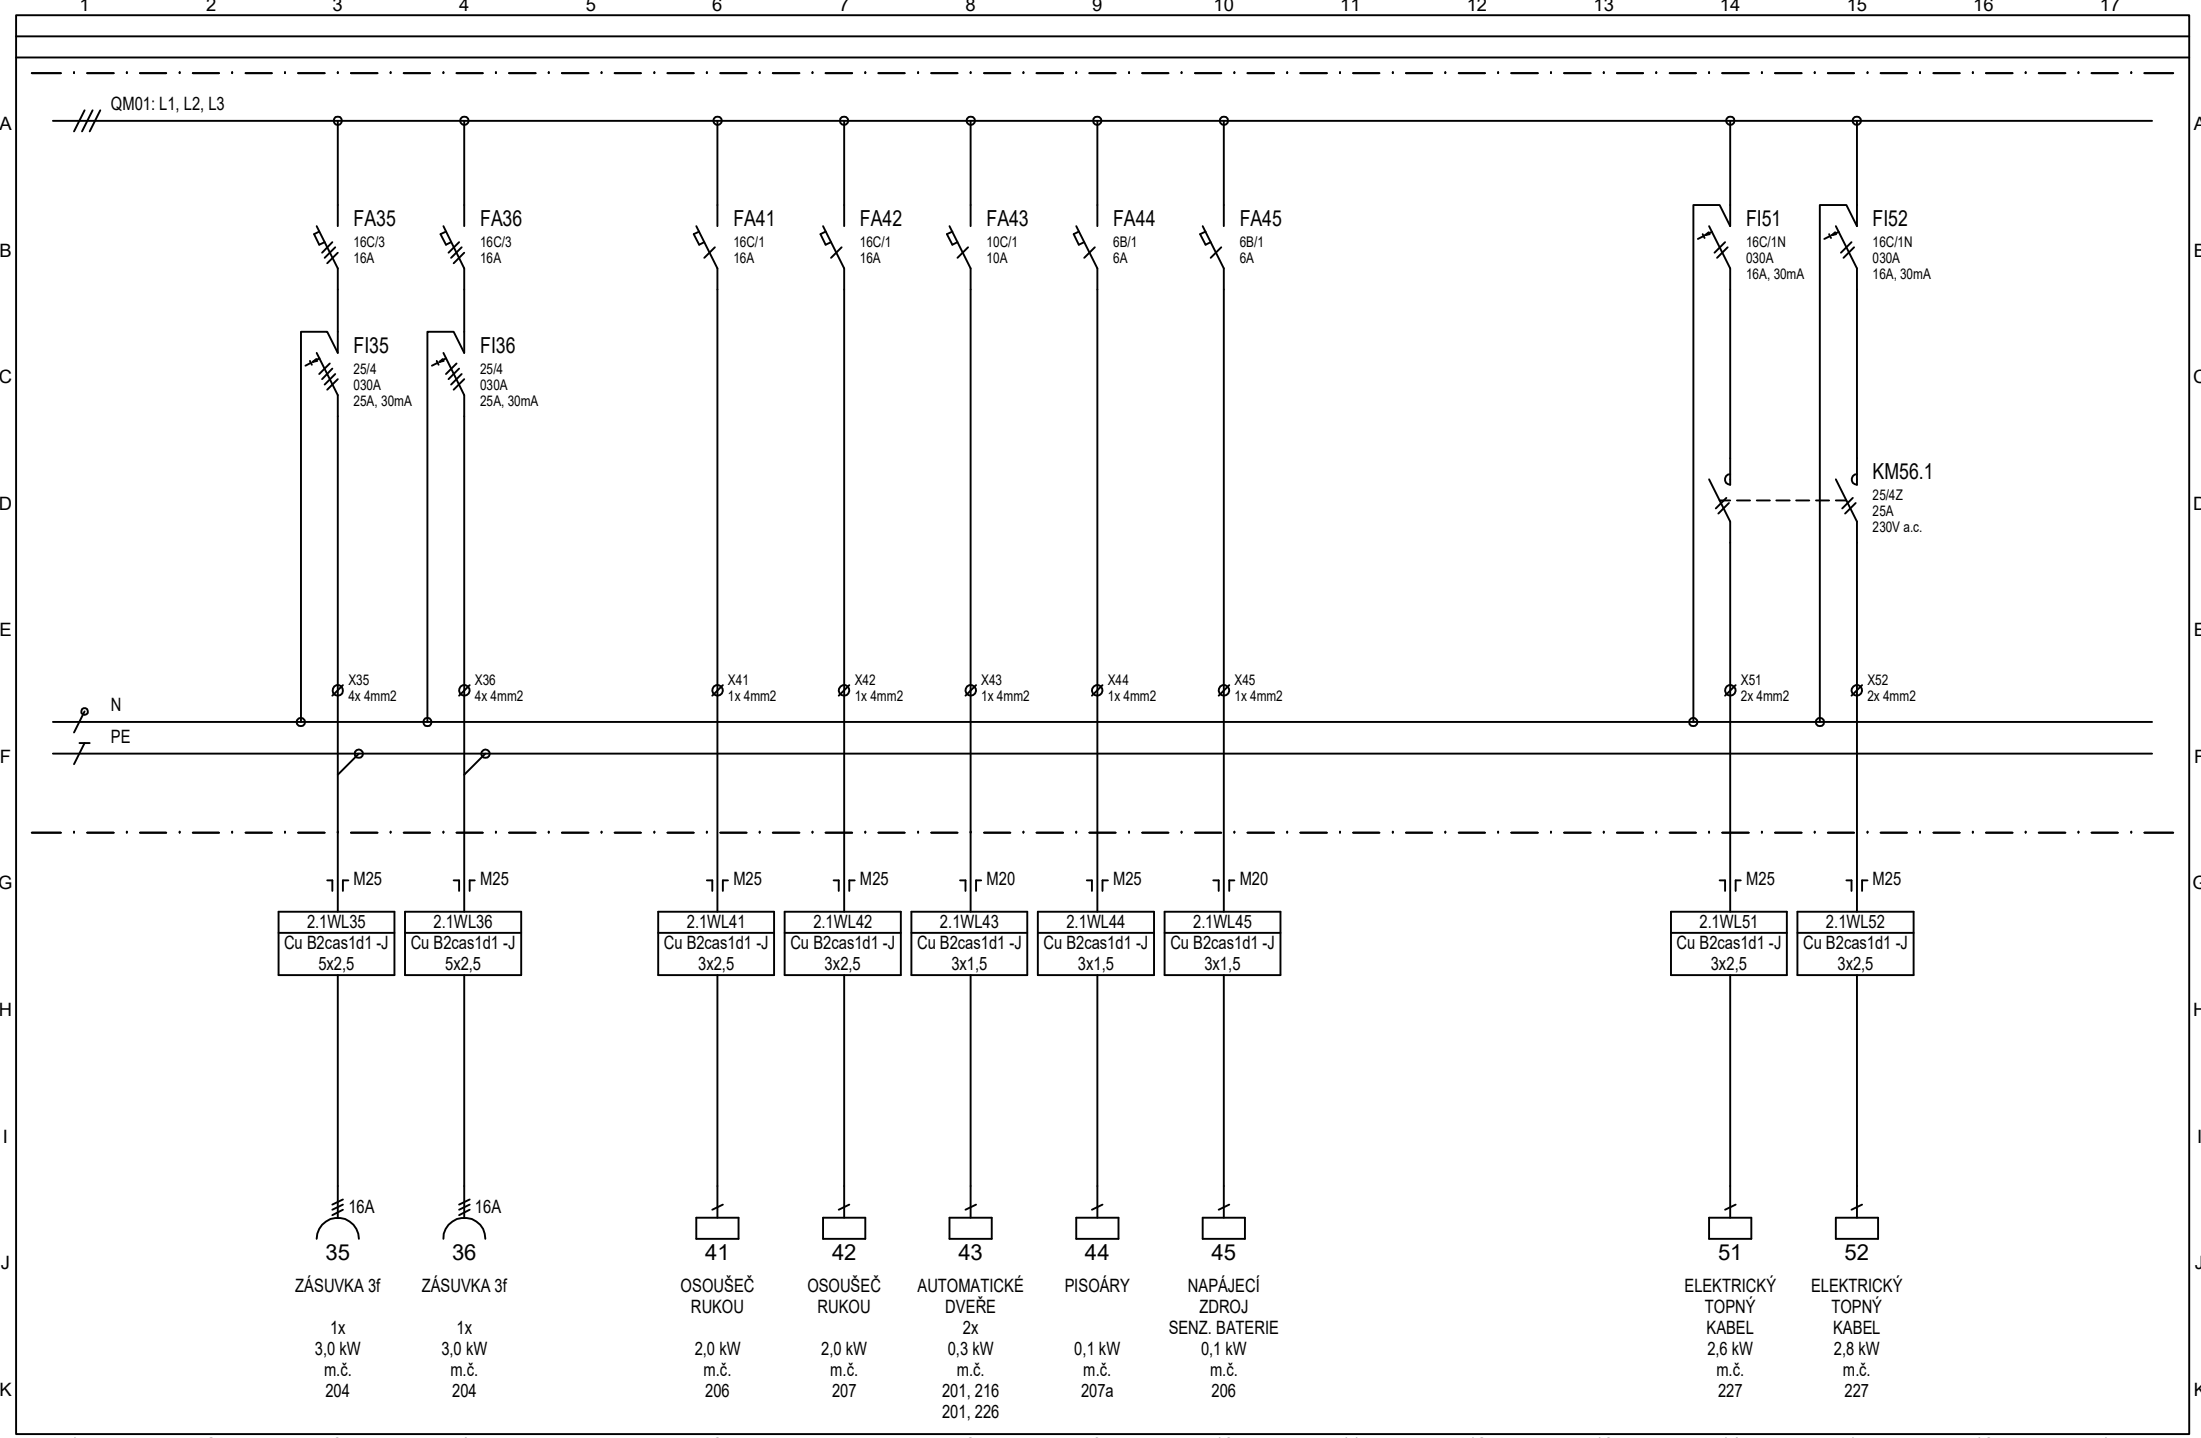 1 2 3 4 5 6 7 8 9 10 11 12 13 14 15 16 17
QM01: L1, L2, L3
A A
FA35
16C/3
16A
FA36
16C/3
16A
FA41
16C/1
16A
FA42
16C/1
16A
FA43
10C/1
10A
FA44
6B/1
6A
FA45
6B/1
6A
FI51
16C/1N
030A
16A, 30mA
FI52
16C/1N
030A
16A, 30mA
B B
FI35
25/4
030A
25A, 30mA
FI36
25/4
030A
25A, 30mA
C C
KM56.1
25/4Z
25A
230V a.c.
D D
E E
X35
4x 4mm2
X36
4x 4mm2
X41
1x 4mm2
X42
1x 4mm2
X43
1x 4mm2
X44
1x 4mm2
X45
1x 4mm2
X51
2x 4mm2
X52
2x 4mm2
N
PE
F F
G M25 M25 M25 M25 M20 M25 M20 M25 M25 G
2.1WL35
Cu B2cas1d1 -J
5x2,5
2.1WL36
Cu B2cas1d1 -J
5x2,5
2.1WL41
Cu B2cas1d1 -J
3x2,5
2.1WL42
Cu B2cas1d1 -J
3x2,5
2.1WL43
Cu B2cas1d1 -J
3x1,5
2.1WL44
Cu B2cas1d1 -J
3x1,5
2.1WL45
Cu B2cas1d1 -J
3x1,5
2.1WL51
Cu B2cas1d1 -J
3x2,5
2.1WL52
Cu B2cas1d1 -J
3x2,5
H H
I I
16A
16A
J J
35
ZÁSUVKA 3f
1x
3,0 kW
m.č.
204
36
ZÁSUVKA 3f
1x
3,0 kW
m.č.
204
41
OSOUŠEČ
RUKOU
2,0 kW
m.č.
206
42
OSOUŠEČ
RUKOU
2,0 kW
m.č.
207
43
AUTOMATICKÉ
DVEŘE
2x
0,3 kW
m.č.
201, 216
201, 226
44
PISOÁRY
0,1 kW
m.č.
207a
45
NAPÁJECÍ
ZDROJ
SENZ. BATERIE
0,1 kW
m.č.
206
51
ELEKTRICKÝ
TOPNÝ
KABEL
2,6 kW
m.č.
227
52
ELEKTRICKÝ
TOPNÝ
KABEL
2,8 kW
m.č.
227
K K